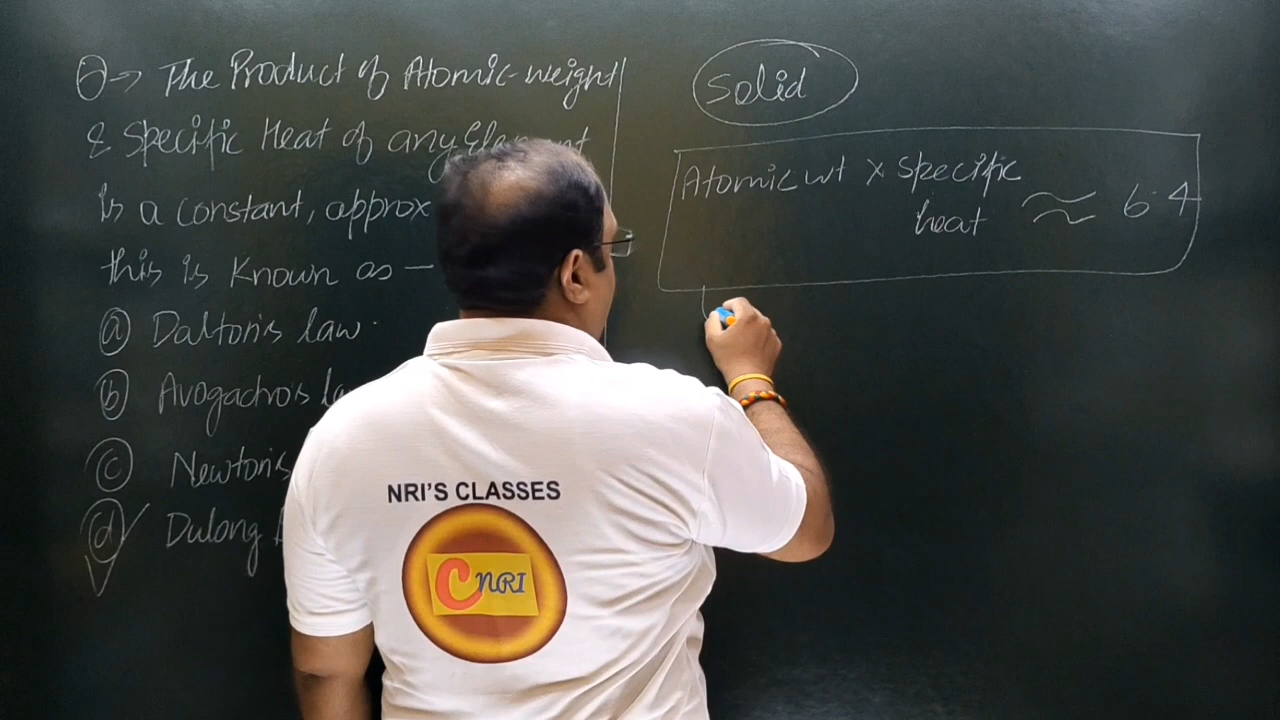 Q→ The Product of Atomic-weight
& Specific Heat of any
is a constant, approx
this is Known as —
(a) Dalton's law.
(b) Avogadro's
(c) Newton's
(d) Dulong
Solid
Atomic wt × specific
heat ≈ 6.4
NRI'S CLASSES
CNRI